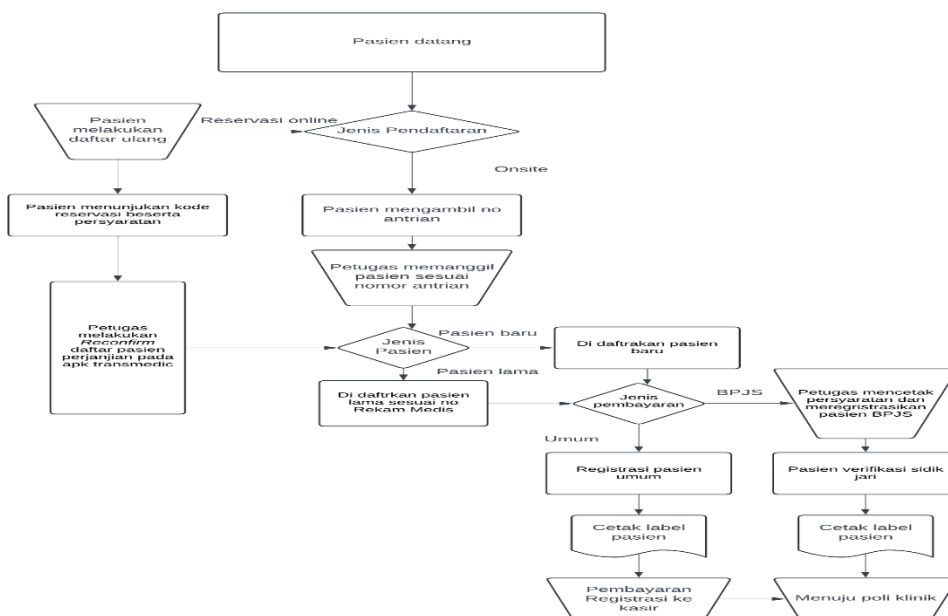 Pasien datang
Pasien
melakukan
daftar ulang
Reservasi online
Jenis Pendaftaran
Onsite
Pasien menunjukan kode
reservasi beserta
persyaratan
Pasien mengambil no
antrian
Petugas memanggil
pasien sesuai
nomor antrian
Petugas
melakukan
Reconfirm
daftar pasien
perjanjian pada
apk transmedic
Jenis
Pasien
Pasien baru
Di daftrakan pasien
baru
Pasien lama
Di daftrkan pasien
lama sesuai no
Rekam Medis
Jenis
pembayaran
BPJS
Petugas mencetak
persyaratan dan
meregristrasikan
pasien BPJS
Umum
Registrasi pasien
umum
Pasien verifikasi sidik
jari
Cetak label
pasien
Cetak label
pasien
Pembayaran
Registrasi ke
kasir
Menuju poli klinik